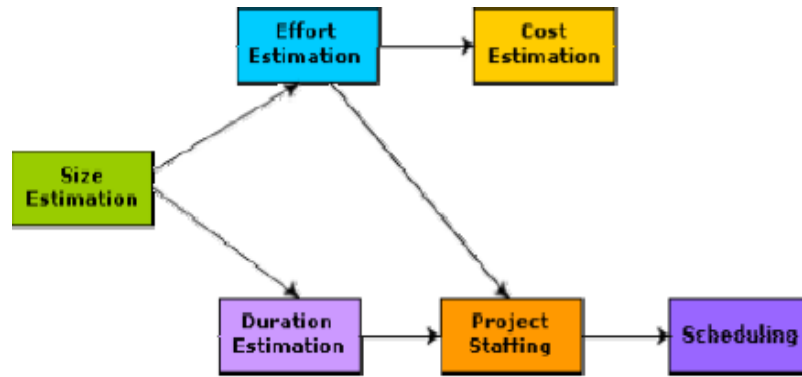 Effort
Estimation
Cost
Estimation
Size
Estimation
Duration
Estimation
Project
Staffing
Scheduling